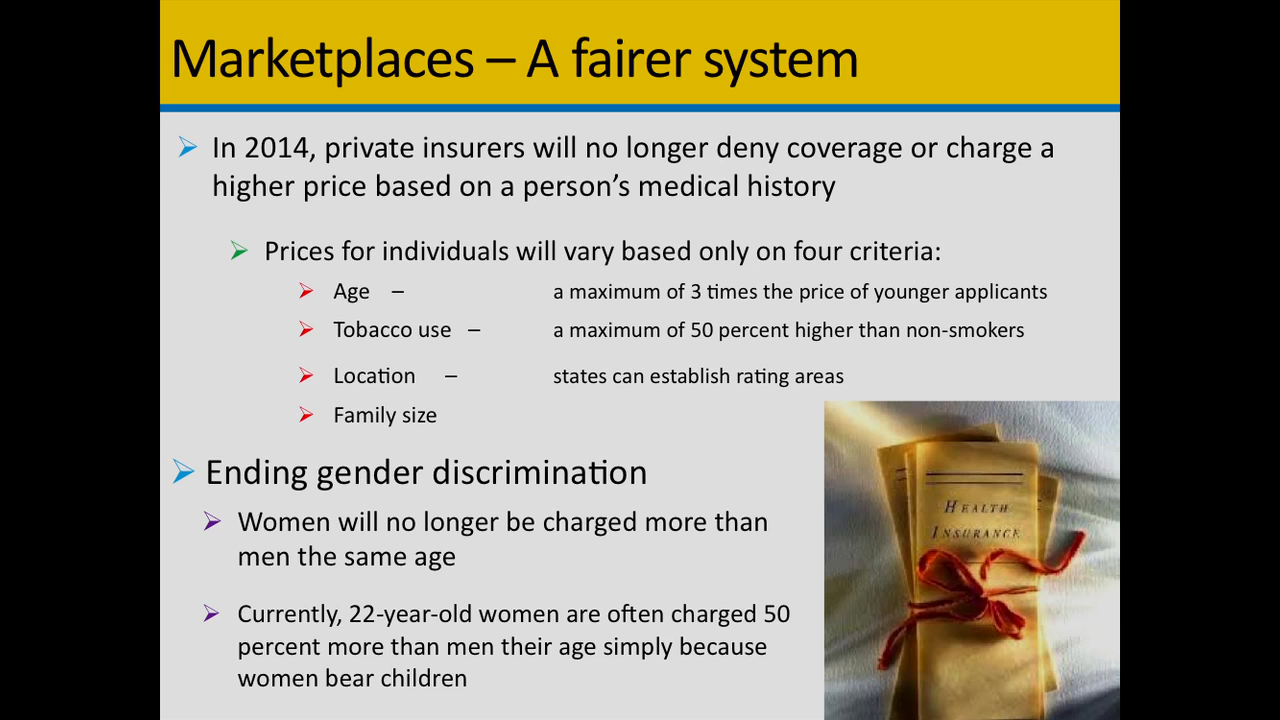 Marketplaces – A fairer system
In 2014, private insurers will no longer deny coverage or charge a
higher price based on a person’s medical history
Prices for individuals will vary based only on four criteria:
Age – a maximum of 3 times the price of younger applicants
Tobacco use – a maximum of 50 percent higher than non-smokers
Location – states can establish rating areas
Family size
Ending gender discrimination
Women will no longer be charged more than
men the same age
Currently, 22-year-old women are often charged 50
percent more than men their age simply because
women bear children
HEALTH
INSURANCE